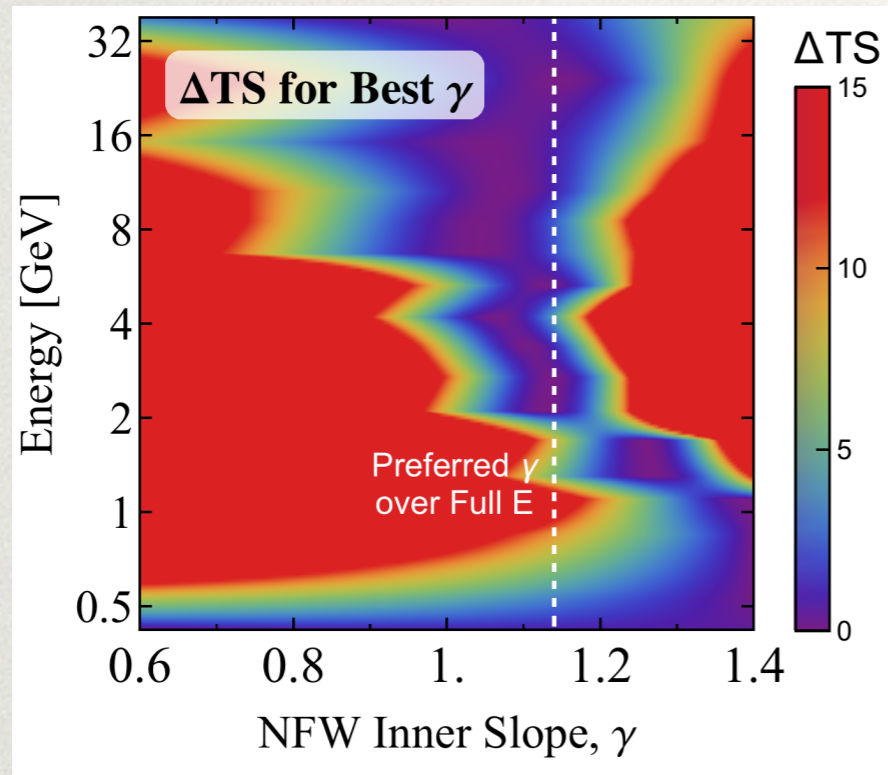 ΔTS for Best γ
ΔTS
32
16
8
4
2
1
0.5
Energy [GeV]
Preferred γ
over Full E
0.6
0.8
1.
1.2
1.4
NFW Inner Slope, γ
15
10
5
0